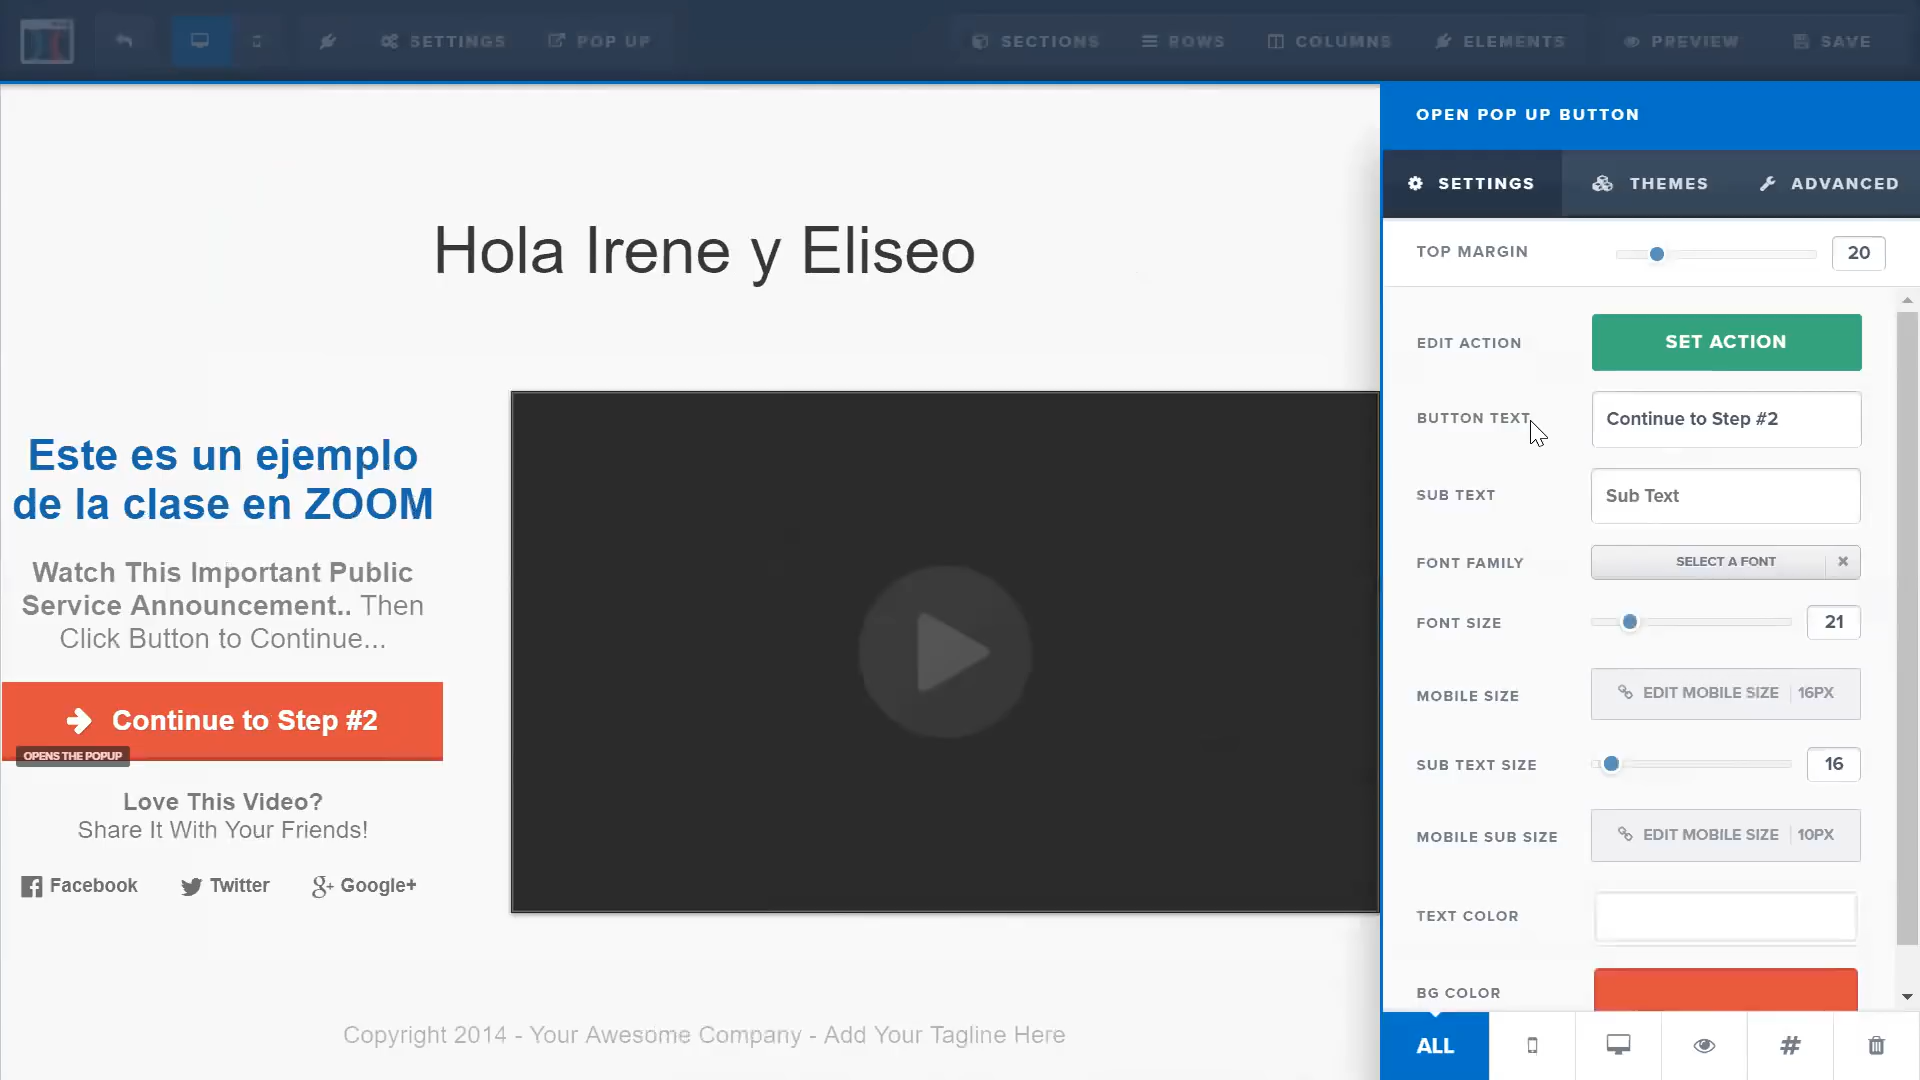 SETTINGS
POP UP
SECTIONS
ROWS
COLUMNS
ELEMENTS
PREVIEW
SAVE
Hola Irene y Eliseo
Este es un ejemplo
de la clase en ZOOM
Watch This Important Public
Service Announcement.. Then
Click Button to Continue...
Continue to Step #2
OPENS THE POPUP
Love This Video?
Share It With Your Friends!
Facebook
Twitter
Google+
Copyright 2014 - Your Awesome Company - Add Your Tagline Here
OPEN POP UP BUTTON
SETTINGS
THEMES
ADVANCED
TOP MARGIN
20
EDIT ACTION
SET ACTION
BUTTON TEXT
Continue to Step #2
SUB TEXT
Sub Text
FONT FAMILY
SELECT A FONT
FONT SIZE
21
MOBILE SIZE
EDIT MOBILE SIZE
16PX
SUB TEXT SIZE
16
MOBILE SUB SIZE
EDIT MOBILE SIZE
10PX
TEXT COLOR
BG COLOR
ALL
#